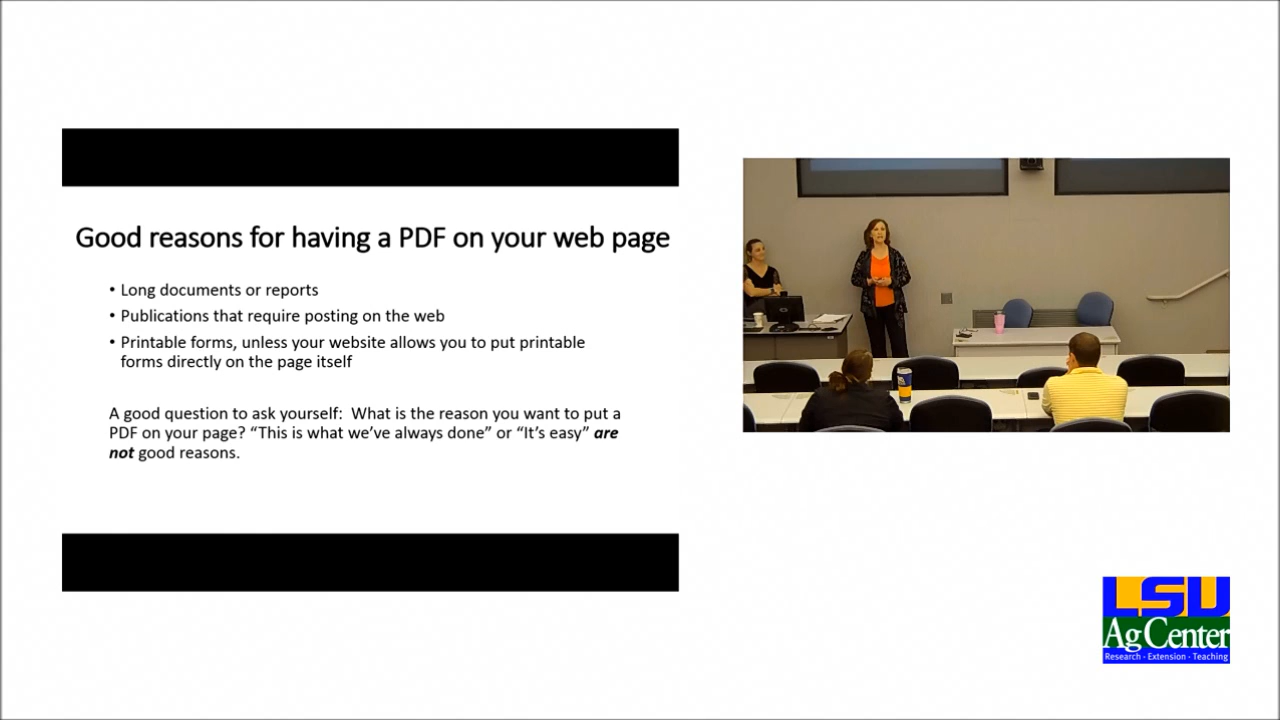 Good reasons for having a PDF on your web page
• Long documents or reports
• Publications that require posting on the web
• Printable forms, unless your website allows you to put printable
forms directly on the page itself
A good question to ask yourself:  What is the reason you want to put a
PDF on your page? “This is what we’ve always done” or “It’s easy” are
not good reasons.
LSU
AgCenter
Research - Extension - Teaching